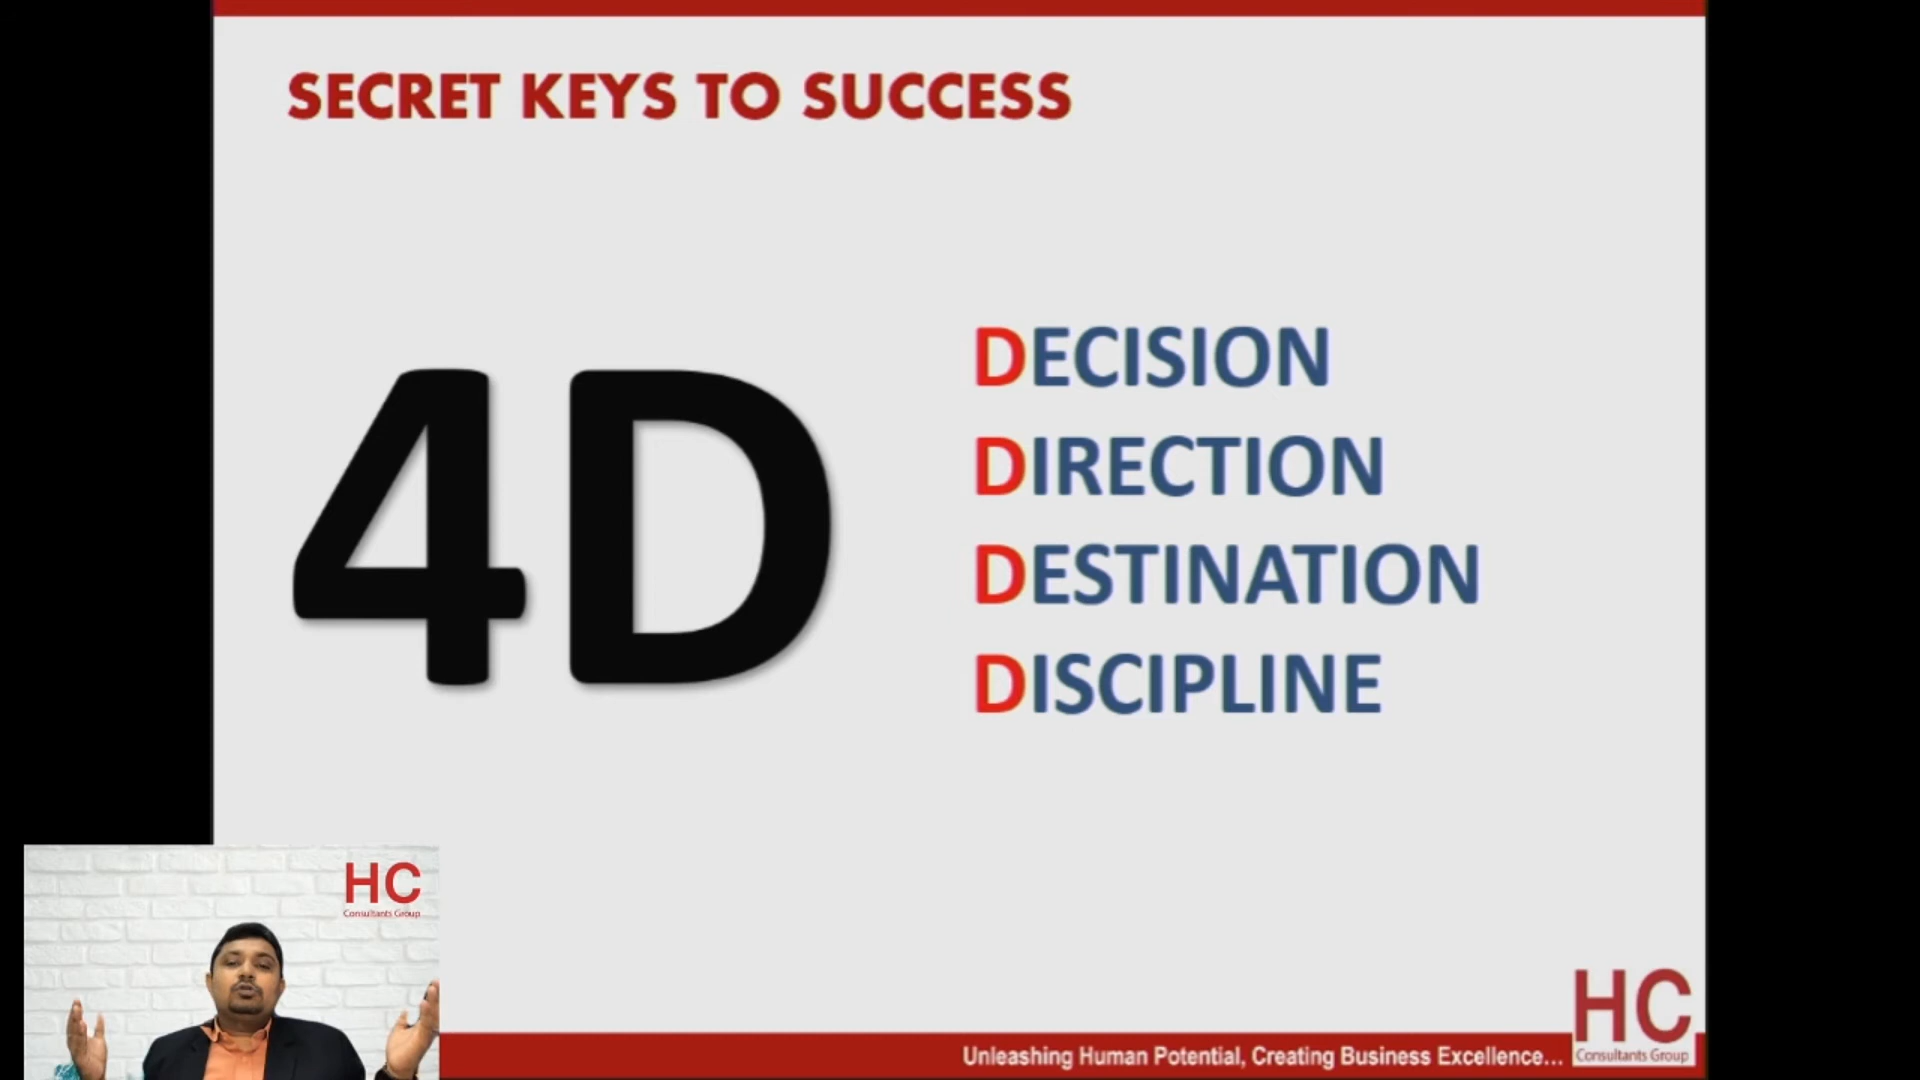 SECRET KEYS TO SUCCESS
4D
DECISION
DIRECTION
DESTINATION
DISCIPLINE
HC
Consultants Group
Unleashing Human Potential, Creating Business Excellence...
HC
Consultants Group